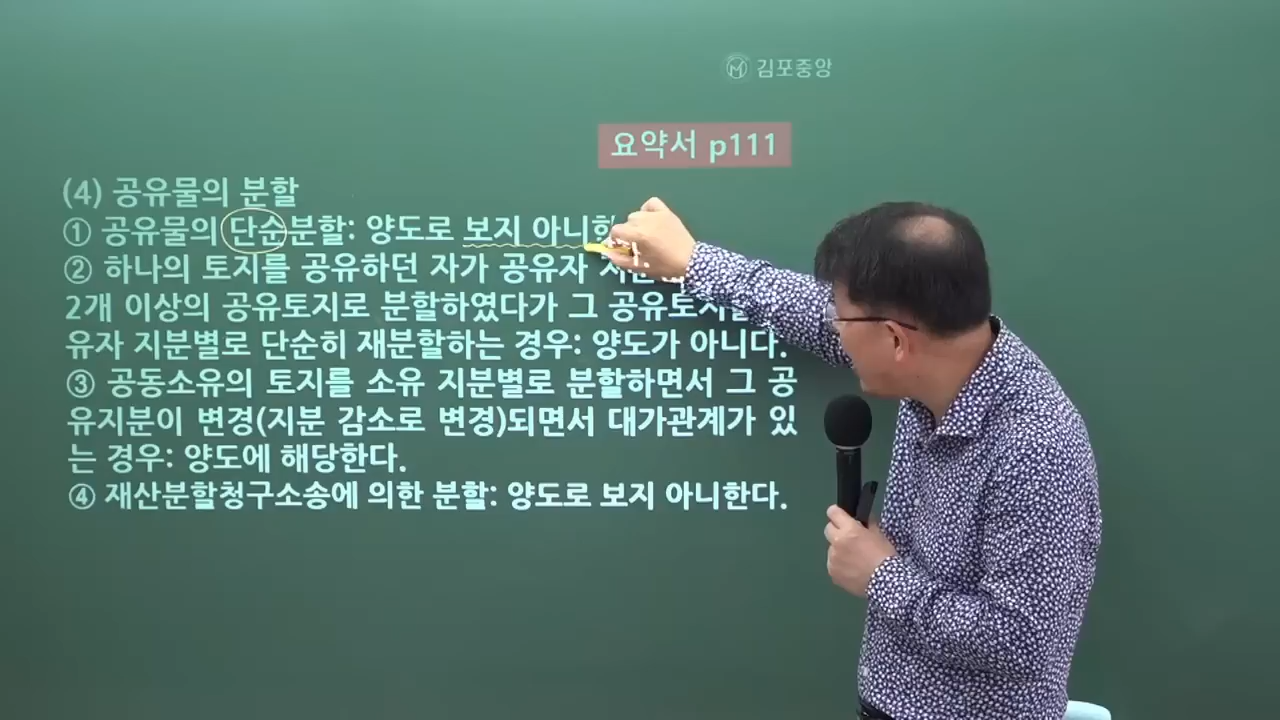 김포중앙
요약서 p111
(4) 공유물의 분할
① 공유물의 단순분할: 양도로 보지 아니한
② 하나의 토지를 공유하던 자가 공유자
2개 이상의 공유토지로 분할하였다가 그
유자 지분별로 단순히 재분할하는 경우: 양도가 아니다.
③ 공동소유의 토지를 소유 지분별로 분할하면서 그 공
유지분이 변경(지분 감소로 변경)되면서 대가관계가 있
는 경우: 양도에 해당한다.
④ 재산분할청구소송에 의한 분할: 양도로 보지 아니한다.